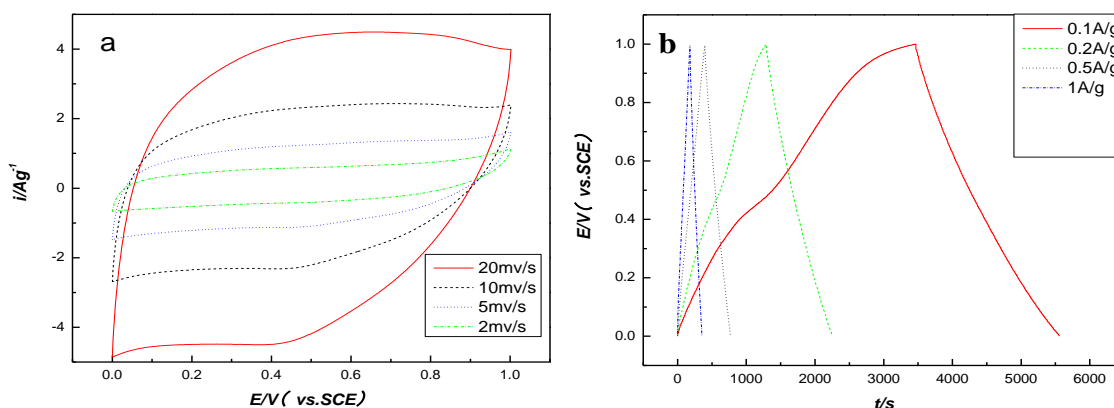 a
4
2
0
-2
-4
i/Ag⁻¹
0.0 0.2 0.4 0.6 0.8 1.0
E/V( vs.SCE)
20mv/s
10mv/s
5mv/s
2mv/s
b
1.0
0.8
0.6
0.4
0.2
0.0
E/V( vs.SCE)
0 1000 2000 3000 4000 5000 6000
t/s
0.1A/g
0.2A/g
0.5A/g
1A/g